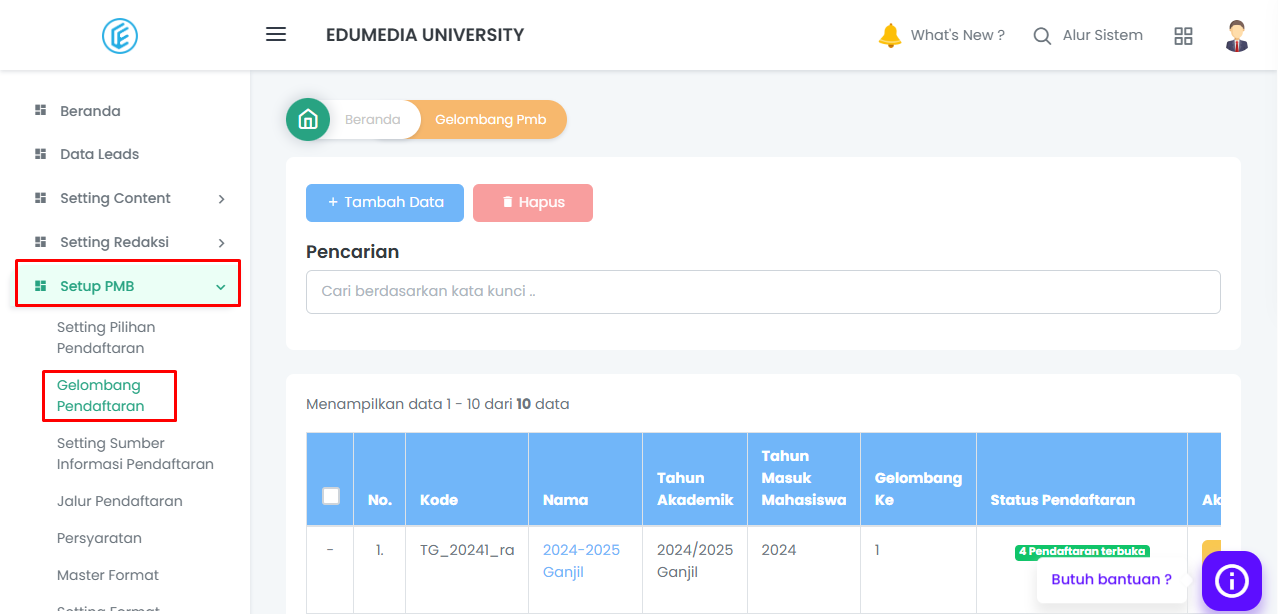 EDUMEDIA UNIVERSITY
What's New ?
Alur Sistem
Beranda
Data Leads
Setting Content
Setting Redaksi
Setup PMB
Setting Pilihan
Pendaftaran
Gelombang
Pendaftaran
Setting Sumber
Informasi Pendaftaran
Jalur Pendaftaran
Persyaratan
Master Format
Setting Format
Beranda
Gelombang Pmb
+ Tambah Data
Hapus
Pencarian
Cari berdasarkan kata kunci ..
Menampilkan data 1 - 10 dari 10 data
No.
Kode
Nama
Tahun
Akademik
Tahun
Masuk
Mahasiswa
Gelombang
Ke
Status Pendaftaran
Ak
-
1.
TG_20241_ra
2024-2025
Ganjil
2024/2025
Ganjil
2024
1
4 Pendaftaran terbuka
Butuh bantuan ?